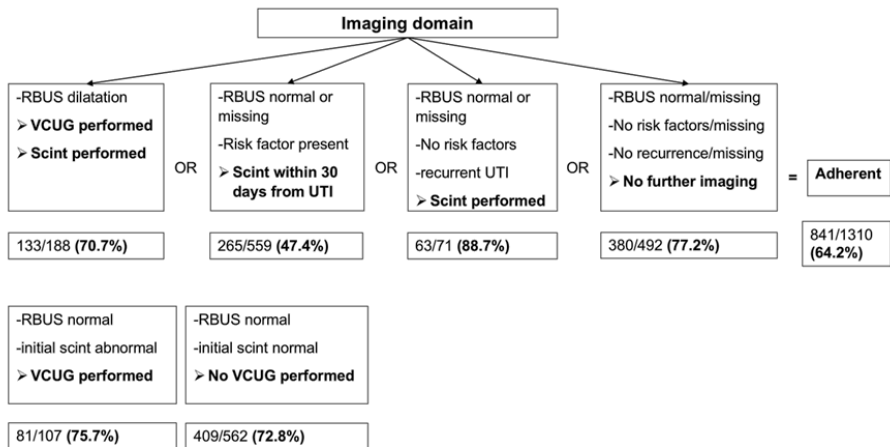 Imaging domain
-RBUS dilatation
➢ VCUG performed
➢ Scint performed
OR
-RBUS normal or
missing
-Risk factor present
➢ Scint within 30
days from UTI
OR
-RBUS normal or
missing
-No risk factors
-recurrent UTI
➢ Scint performed
OR
-RBUS normal/missing
-No risk factors/missing
-No recurrence/missing
➢ No further imaging
=
Adherent
133/188 (70.7%)
265/559 (47.4%)
63/71 (88.7%)
380/492 (77.2%)
841/1310
(64.2%)
-RBUS normal
-initial scint abnormal
➢ VCUG performed
-RBUS normal
-initial scint normal
➢ No VCUG performed
81/107 (75.7%)
409/562 (72.8%)